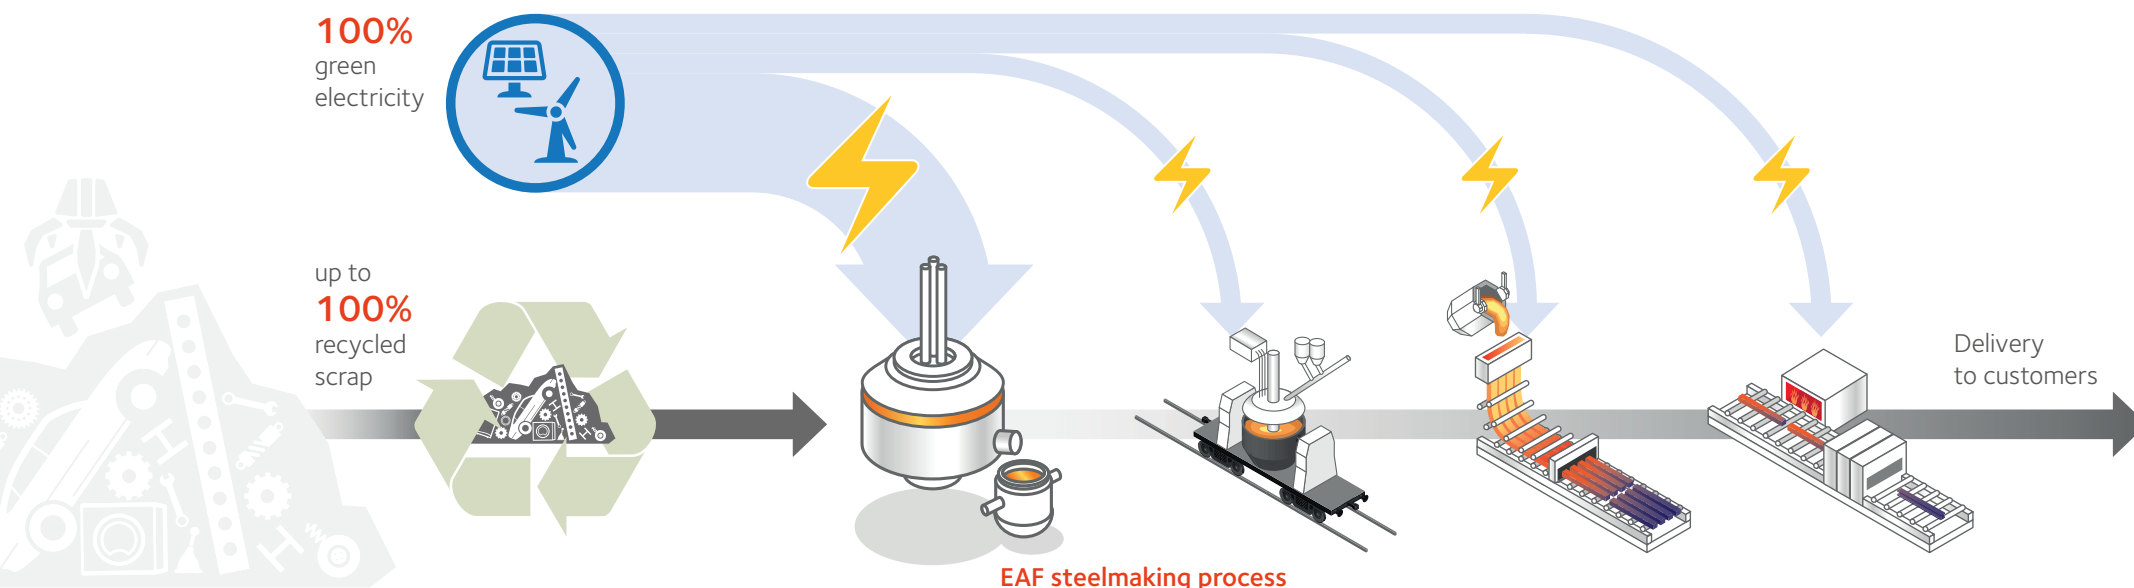 100%
green
electricity
up to
100%
recycled
scrap
Delivery
to customers
EAF steelmaking process